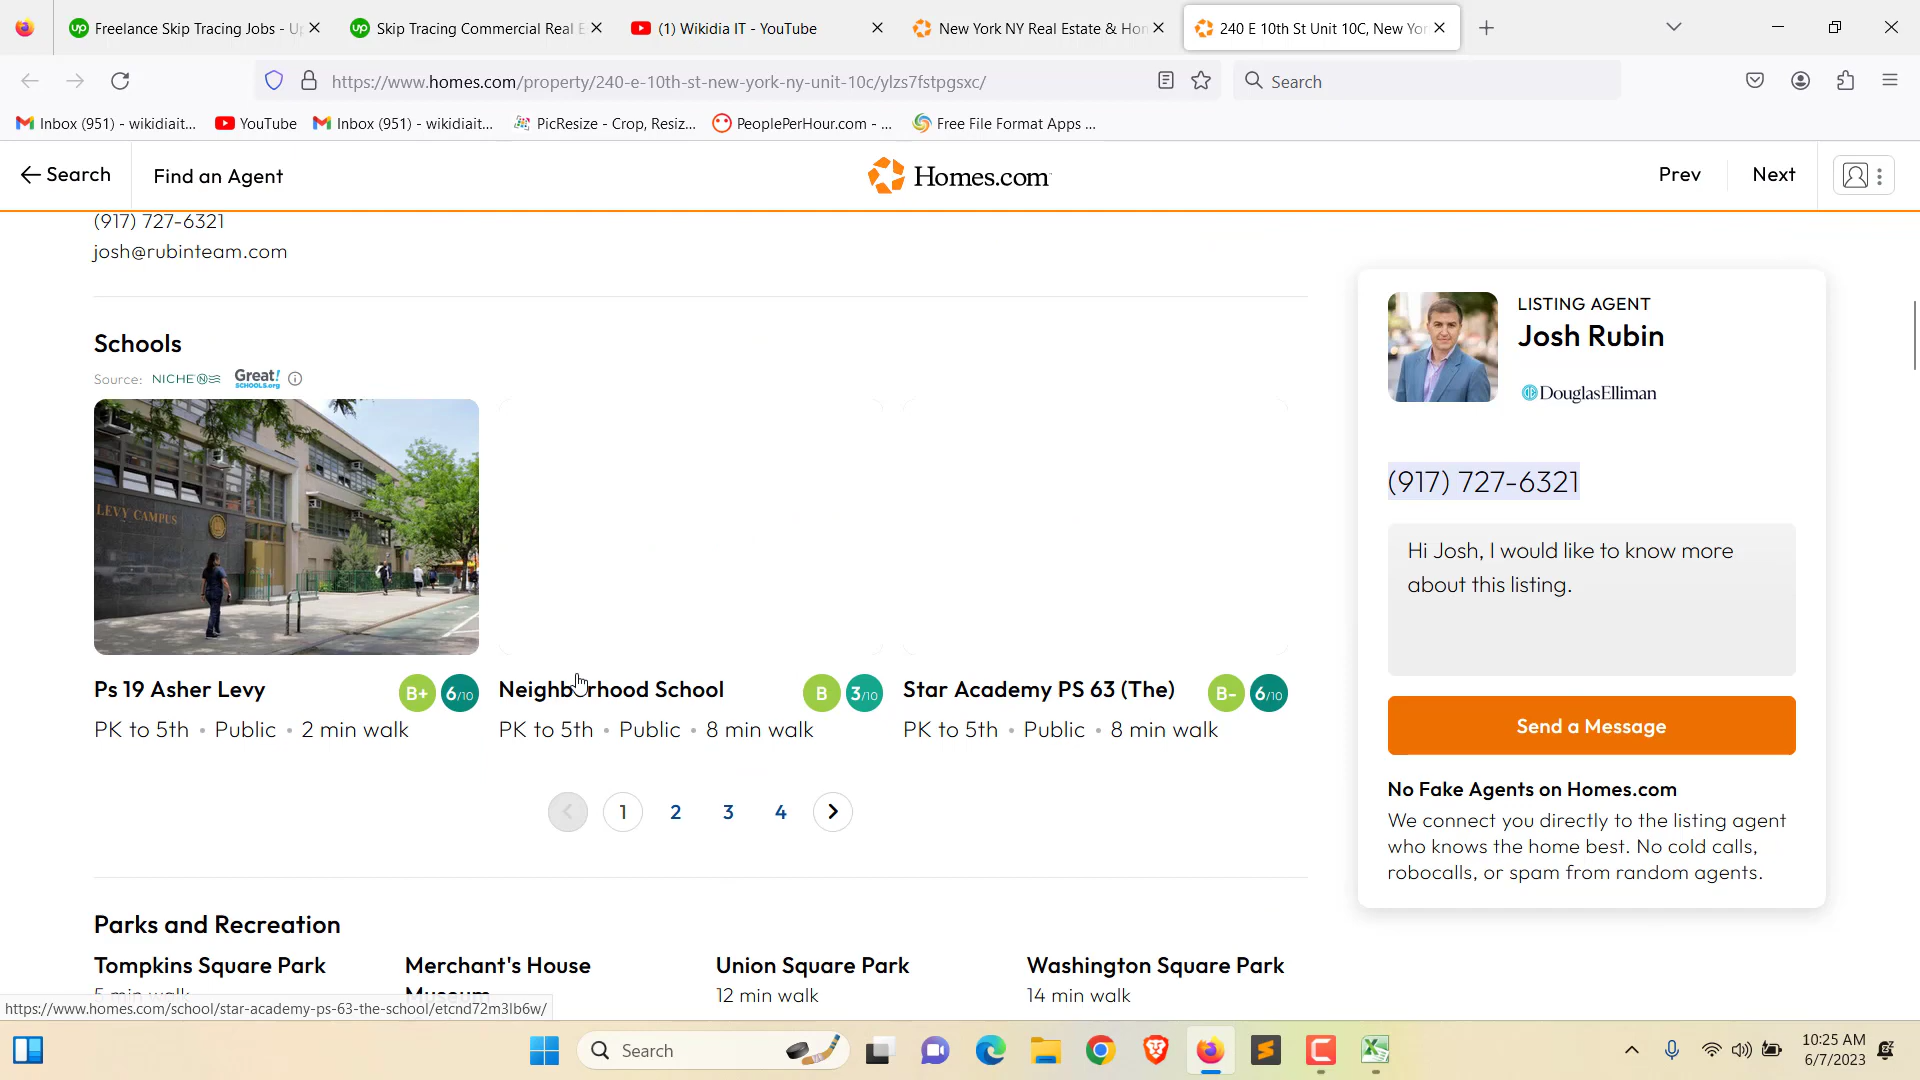 Freelance Skip Tracing Jobs - U
Skip Tracing Commercial Real E
(1) Wikidia IT - YouTube
New York NY Real Estate & Hom
240 E 10th St Unit 10C, New Yor
https://www.homes.com/property/240-e-10th-st-new-york-ny-unit-10c/ylzs7fstpgsxc/
Search
Inbox (951) - wikidiait...
YouTube
Inbox (951) - wikidiait...
PicResize - Crop, Resiz...
PeoplePerHour.com - ...
Free File Format Apps ...
Search
Find an Agent
Homes.com
Prev
Next
(917) 727-6321
josh@rubinteam.com
Schools
Source: NICHE Great! SCHOOLS.org
LEVY CAMPUS
Ps 19 Asher Levy
B+ 6/10
PK to 5th • Public • 2 min walk
Neighborhood School
B 3/10
PK to 5th • Public • 8 min walk
Star Academy PS 63 (The)
B- 6/10
PK to 5th • Public • 8 min walk
1 2 3 4
Parks and Recreation
Tompkins Square Park
5 min walk
Merchant's House
Museum
Union Square Park
12 min walk
Washington Square Park
14 min walk
LISTING AGENT
Josh Rubin
DouglasElliman
(917) 727-6321
Hi Josh, I would like to know more
about this listing.
Send a Message
No Fake Agents on Homes.com
We connect you directly to the listing agent
who knows the home best. No cold calls,
robocalls, or spam from random agents.
https://www.homes.com/school/star-academy-ps-63-the-school/etcnd72m3lb6w/
Search
10:25 AM
6/7/2023